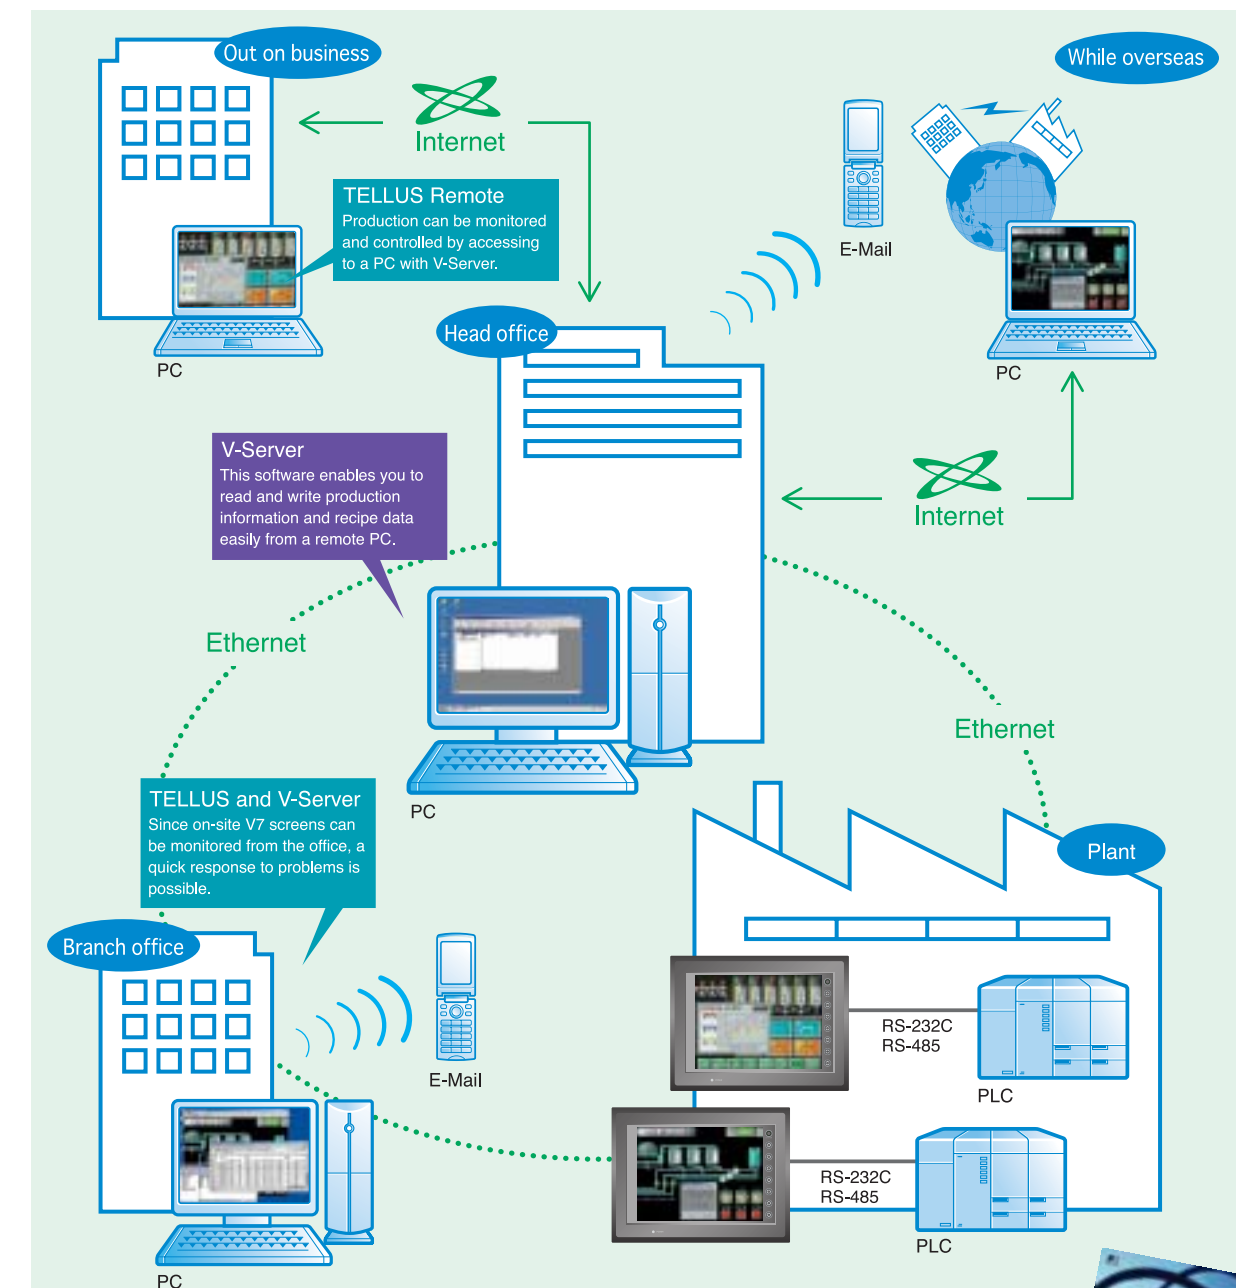 Out on business
While overseas
Internet
TELLUS Remote
Production can be monitored
and controlled by accessing
to a PC with V-Server.
E-Mail
PC
PC
Head office
V-Server
This software enables you to
read and write production
information and recipe data
easily from a remote PC.
Internet
Ethernet
Ethernet
PC
TELLUS and V-Server
Since on-site V7 screens can
be monitored from the office, a
quick response to problems is
possible.
Plant
Branch office
RS-232C
RS-485
E-Mail
PLC
RS-232C
RS-485
PLC
PC